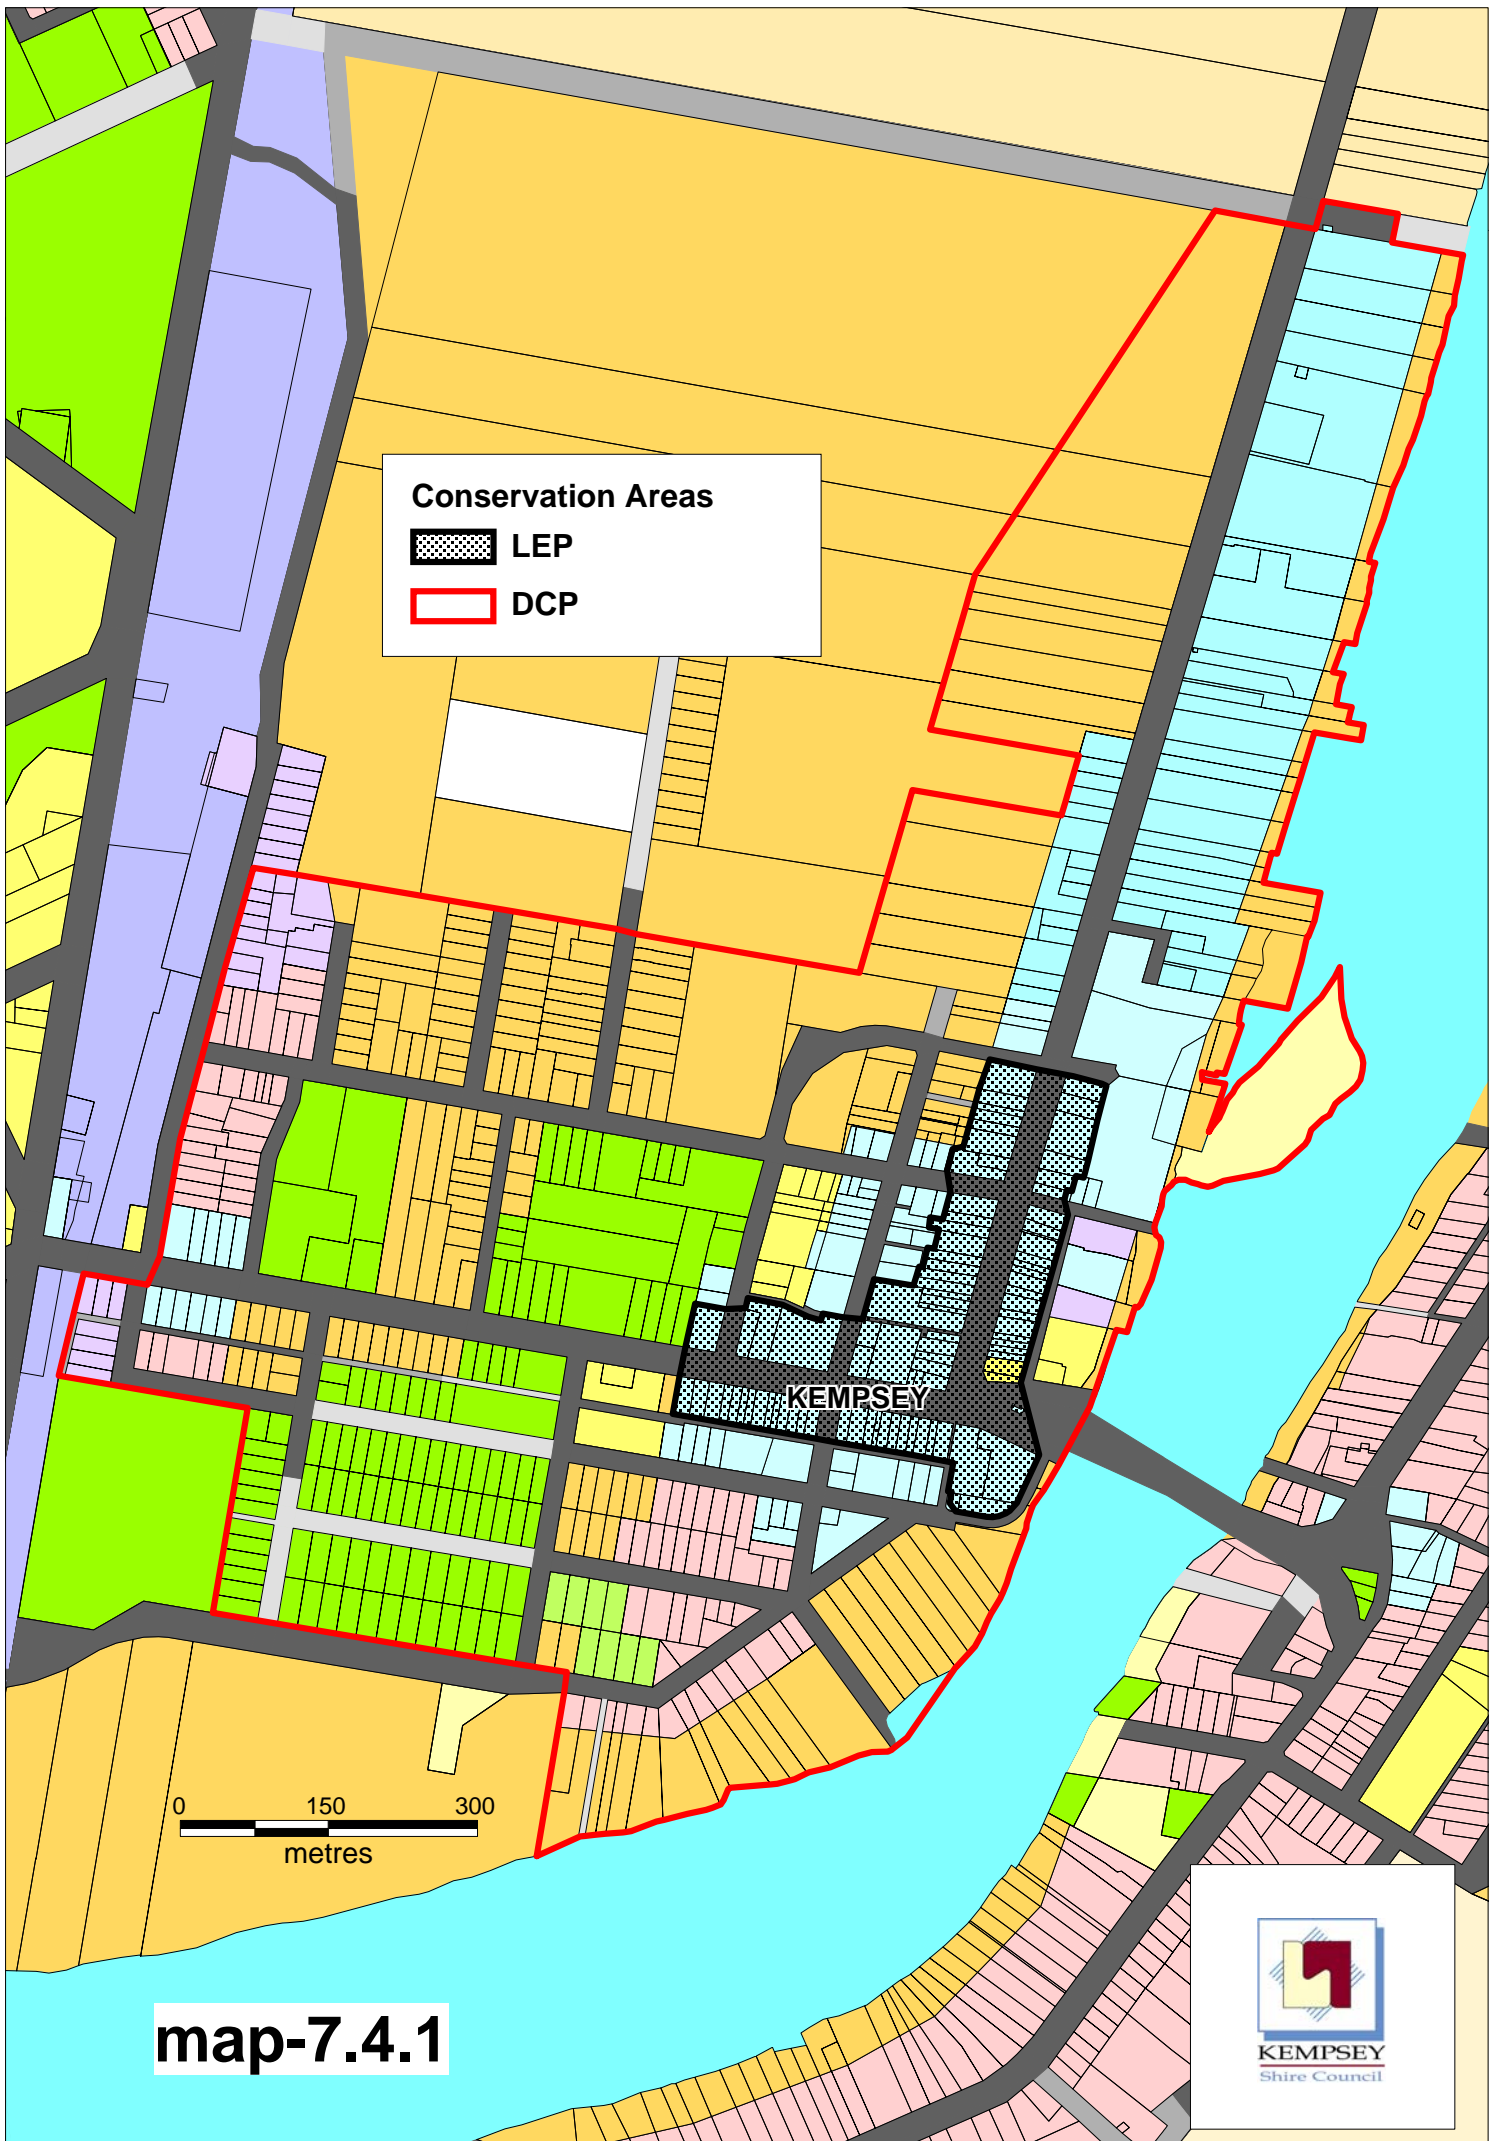 Conservation Areas
LEP
DCP
KEMPSEY
0 150 300
metres
map-7.4.1
KEMPSEY
Shire Council